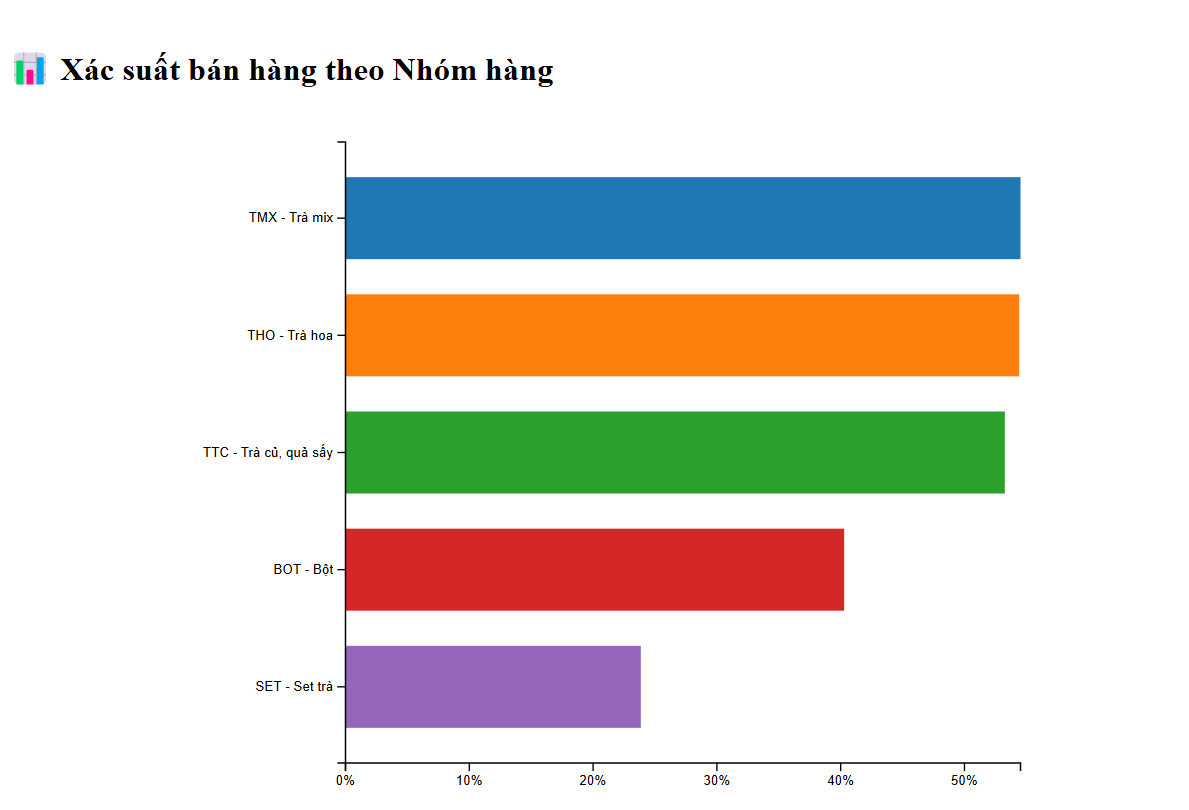 Xác suất bán hàng theo Nhóm hàng
TMX - Trà mix
THO - Trà hoa
TTC - Trà củ, quả sấy
BOT - Bột
SET - Set trà
0% 10% 20% 30% 40% 50%